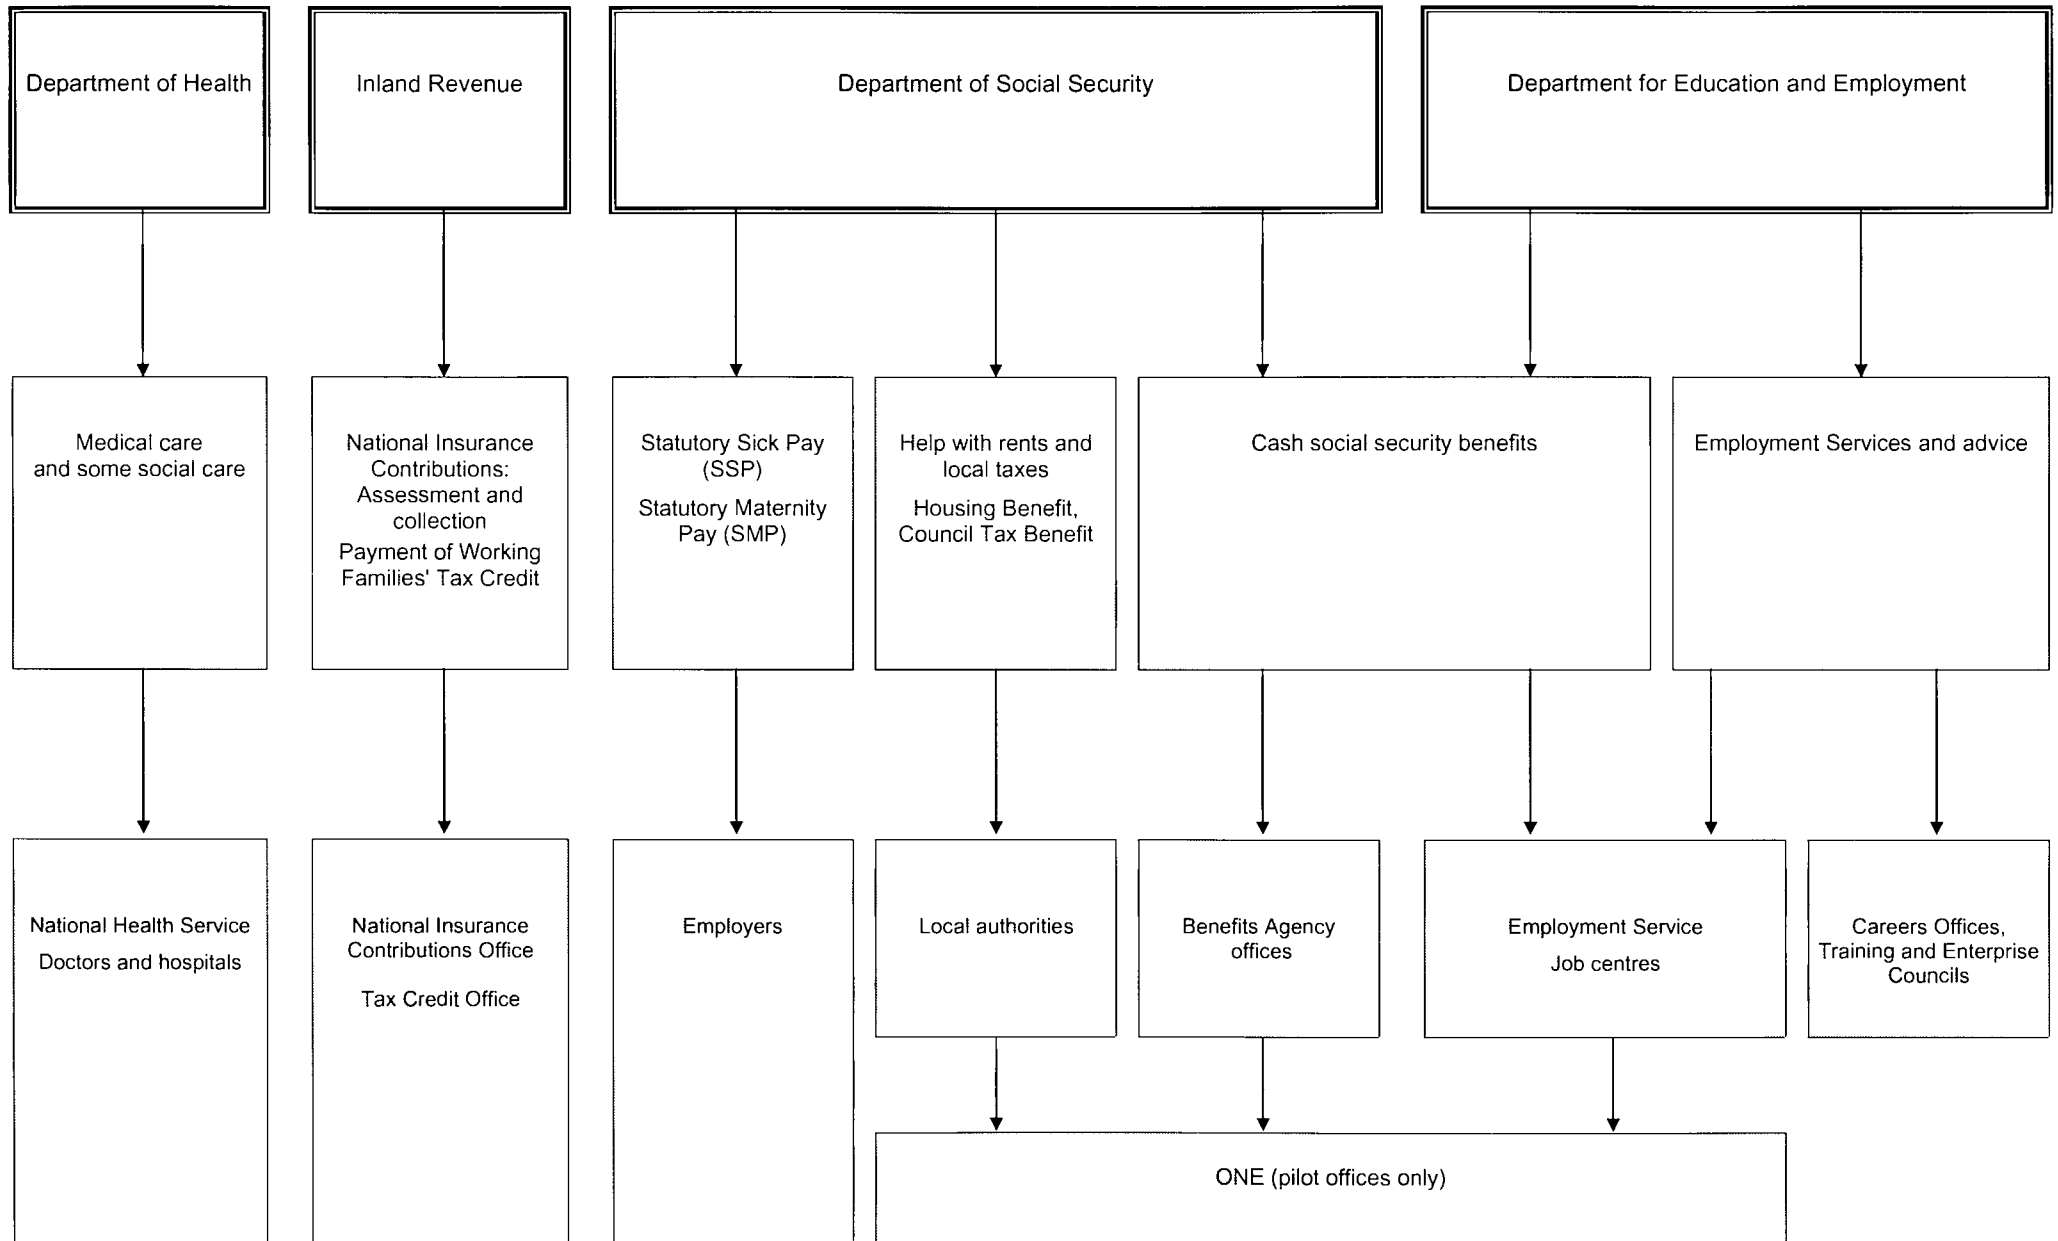 Department of Health
Inland Revenue
Department of Social Security
Department for Education and Employment
Medical care
and some social care
National Insurance
Contributions:
Assessment and
collection
Payment of Working
Families' Tax Credit
Statutory Sick Pay
(SSP)
Statutory Maternity
Pay (SMP)
Help with rents and
local taxes
Housing Benefit,
Council Tax Benefit
Cash social security benefits
Employment Services and advice
National Health Service
Doctors and hospitals
National Insurance
Contributions Office
Tax Credit Office
Employers
Local authorities
Benefits Agency
offices
Employment Service
Job centres
Careers Offices,
Training and Enterprise
Councils
ONE (pilot offices only)